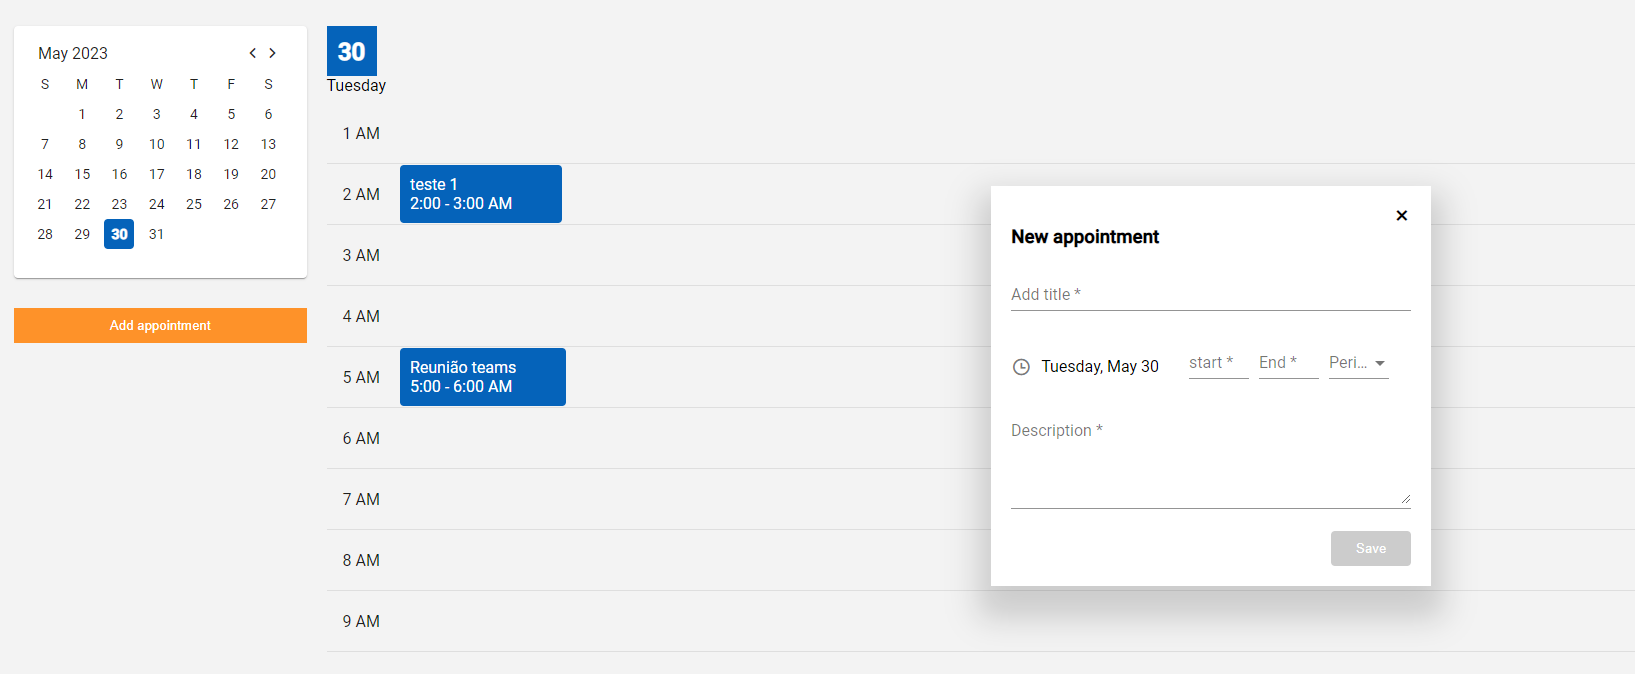 May 2023
S M T W T F S
1 2 3 4 5 6
7 8 9 10 11 12 13
14 15 16 17 18 19 20
21 22 23 24 25 26 27
28 29 30 31
Add appointment
30
Tuesday
1 AM
2 AM
teste 1
2:00 - 3:00 AM
3 AM
4 AM
5 AM
Reunião teams
5:00 - 6:00 AM
6 AM
7 AM
8 AM
9 AM
New appointment
Add title *
Tuesday, May 30 start * End * Peri...
Description *
Save